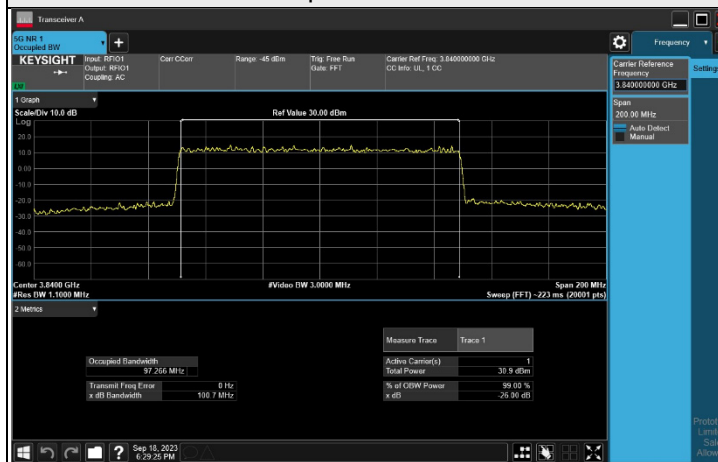 Transceiver A
5G NR 1
Occupied BW
Frequency
KEYSIGHT
Input: RFIO1
Output: RFIO1
Coupling: AC
Corr CCorr
Range: -45 dBm
Trig: Free Run
Gate: FFT
Carrier Ref Freq: 3.840000000 GHz
CC Info: UL, 1 CC
Carrier Reference
Frequency
3.840000000 GHz
Settings
Span
200.00 MHz
Auto Detect
Manual
1 Graph
Scale/Div 10.0 dB
Ref Value 30.00 dBm
Log
20.0
10.0
0.00
-10.0
-20.0
-30.0
-40.0
-50.0
-60.0
Center 3.8400 GHz
#Video BW 3.0000 MHz
Span 200 MHz
#Res BW 1.1000 MHz
Sweep (FFT) ~223 ms (20001 pts)
2 Metrics
Measure Trace
Trace 1
Occupied Bandwidth
97.266 MHz
Active Carrier(s)
1
Total Power
30.9 dBm
Transmit Freq Error
0 Hz
x dB Bandwidth
100.7 MHz
% of OBW Power
99.00 %
x dB
-26.00 dB
Sep 18, 2023
6:29:25 PM